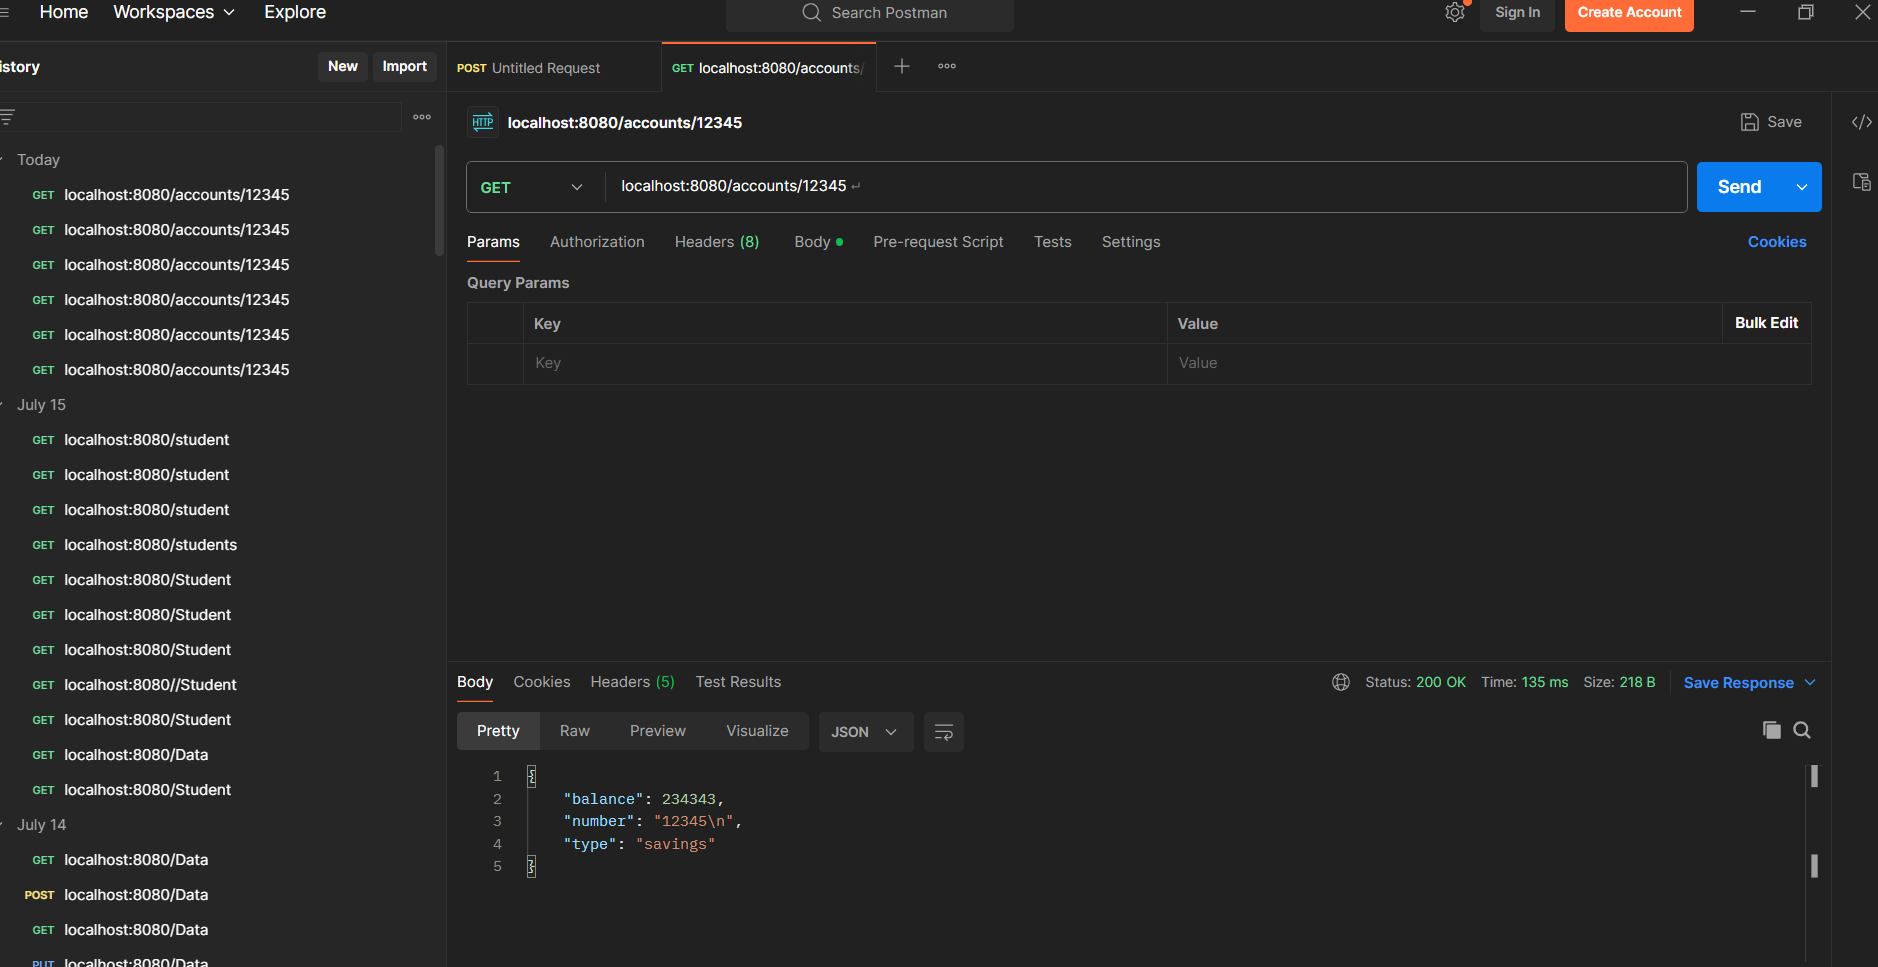 Home Workspaces Explore
Search Postman
Sign In Create Account
istory New Import
POST Untitled Request
GET localhost:8080/accounts/
HTTP localhost:8080/accounts/12345
Save
Today
GET localhost:8080/accounts/12345
GET localhost:8080/accounts/12345
GET localhost:8080/accounts/12345
GET localhost:8080/accounts/12345
GET localhost:8080/accounts/12345
GET localhost:8080/accounts/12345
July 15
GET localhost:8080/student
GET localhost:8080/student
GET localhost:8080/student
GET localhost:8080/students
GET localhost:8080/Student
GET localhost:8080/Student
GET localhost:8080/Student
GET localhost:8080//Student
GET localhost:8080/Student
GET localhost:8080/Data
GET localhost:8080/Student
July 14
GET localhost:8080/Data
POST localhost:8080/Data
GET localhost:8080/Data
PUT localhost:8080/Data
GET localhost:8080/accounts/12345 ↵
Send
Params Authorization Headers (8) Body Pre-request Script Tests Settings Cookies
Query Params
Key Value Bulk Edit
Key Value
Body Cookies Headers (5) Test Results
Status: 200 OK Time: 135 ms Size: 218 B Save Response
Pretty Raw Preview Visualize JSON
1 {
2 "balance": 234343,
3 "number": "12345\n",
4 "type": "savings"
5 }